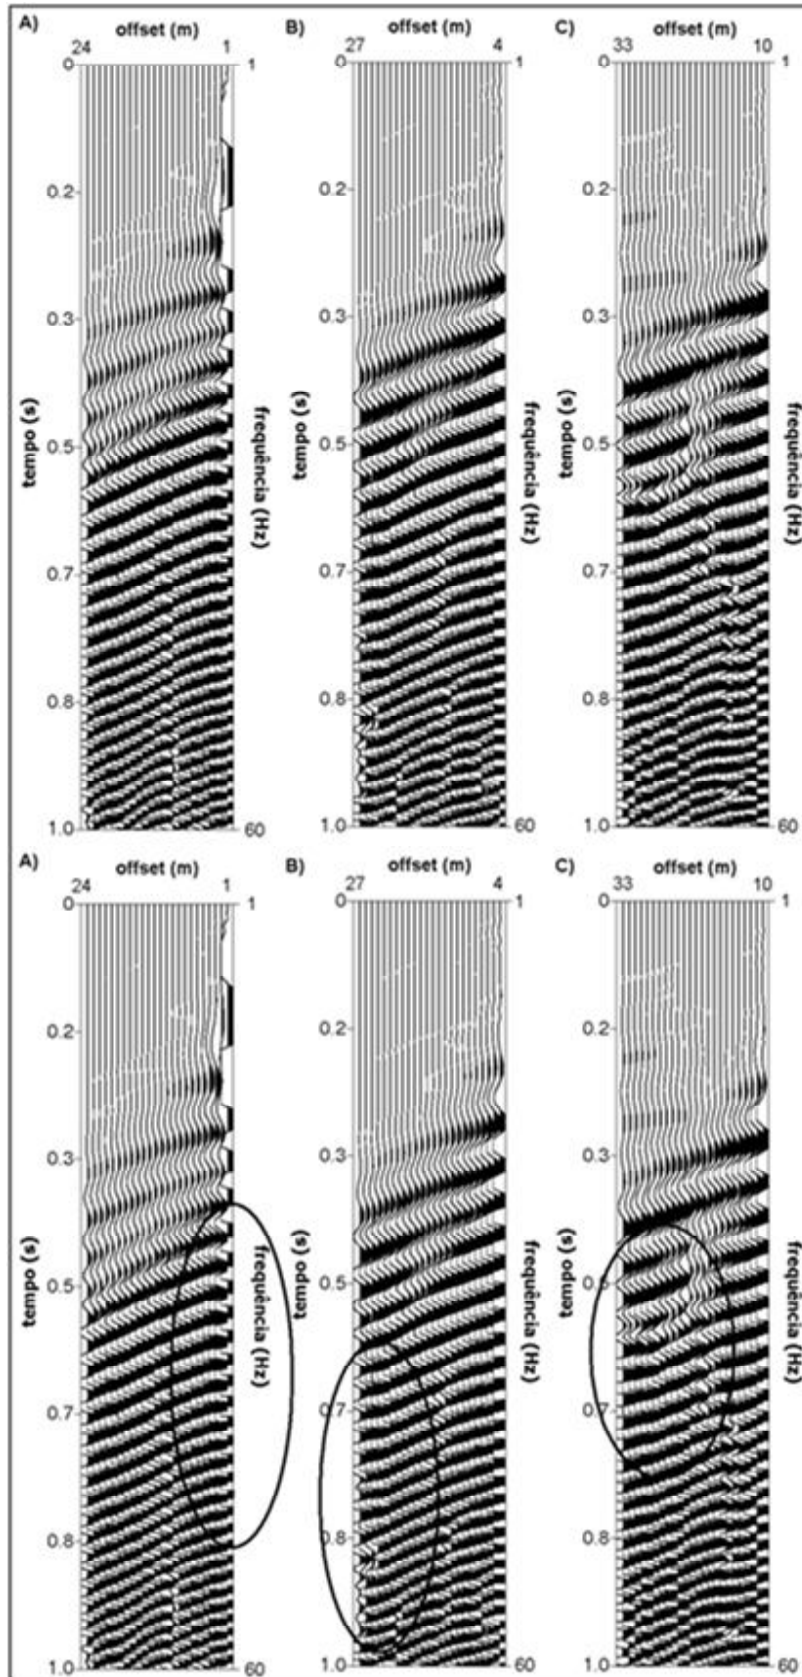 A) offset (m) B) offset (m) C) offset (m)
24 1 27 4 33 10
0 1 0 1 0 1
0.2 0.2 0.2
0.3 0.3 0.3
tempo (s) frequência (Hz) tempo (s) frequência (Hz) tempo (s) frequência (Hz)
0.5 0.5 0.5
0.7 0.7 0.7
0.8 0.8 0.8
1.0 60 1.0 60 1.0 60
A) offset (m) B) offset (m) C) offset (m)
24 1 27 4 33 10
0 1 0 1 0 1
0.2 0.2 0.2
0.3 0.3 0.3
tempo (s) frequência (Hz) tempo (s) frequência (Hz) tempo (s) frequência (Hz)
0.5 0.5 0.5
0.7 0.7 0.7
0.8 0.8 0.8
1.0 60 1.0 60 1.0 60